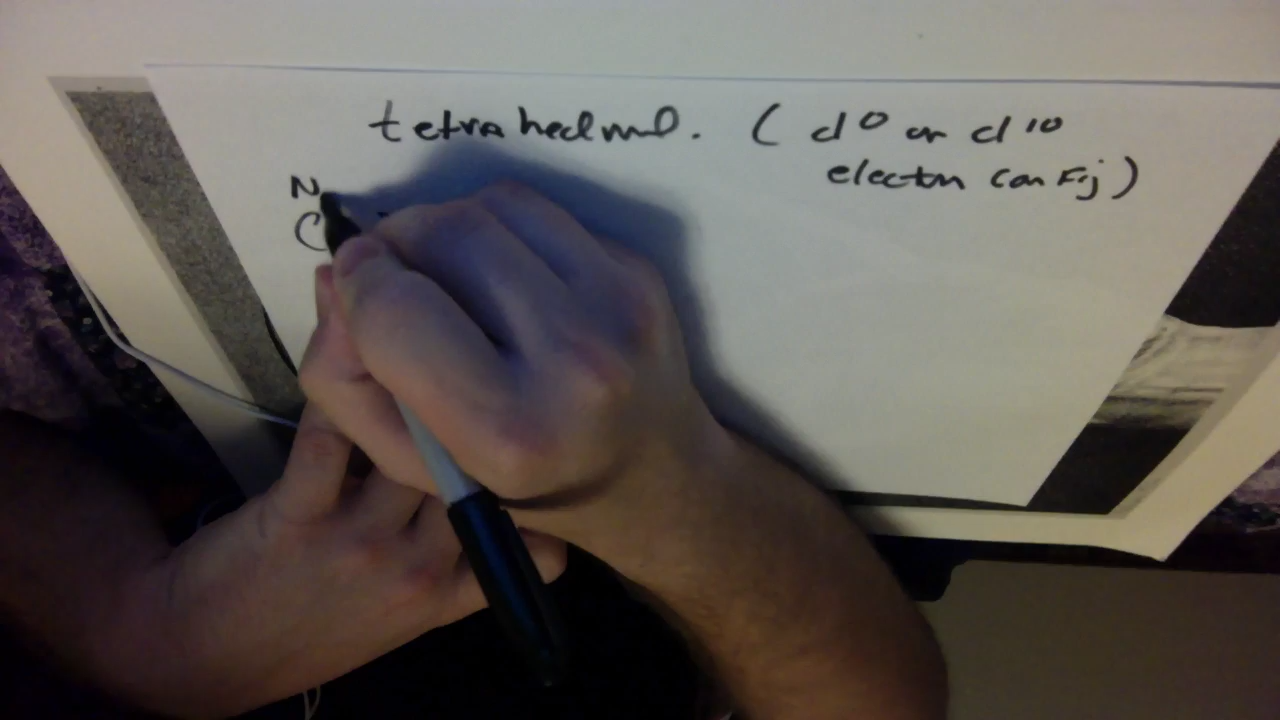 tetrahedral. (d⁰ or d¹⁰
electron config)
N
C